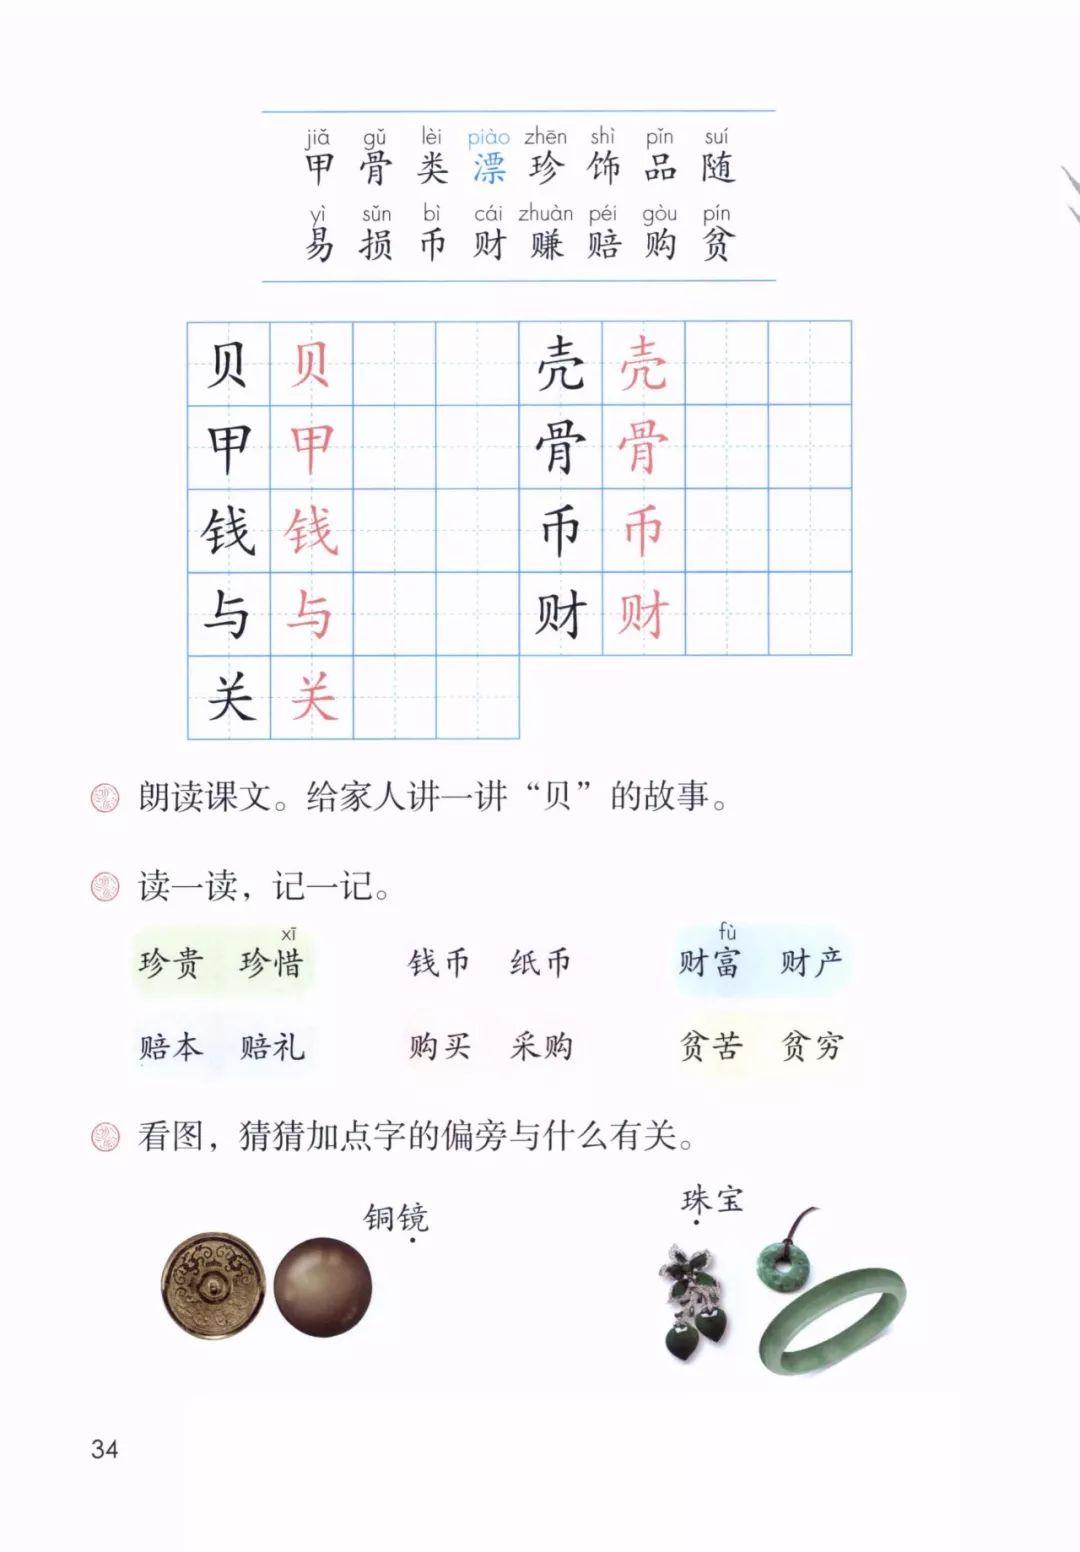 jiǎ gǔ lèi piào zhēn shì pǐn suí
甲 骨 类 漂 珍 饰 品 随
yì sǔn bì cái zhuàn péi gòu pín
易 损 币 财 赚 赔 购 贫
贝 贝 壳 壳
甲 甲 骨 骨
钱 钱 币 币
与 与 财 财
关 关
朗读课文。给家人讲一讲“贝”的故事。
读一读，记一记。
xī fù
珍贵 珍惜 钱币 纸币 财富 财产
赔本 赔礼 购买 采购 贫苦 贫穷
看图，猜猜加点字的偏旁与什么有关。
铜镜 珠宝
34